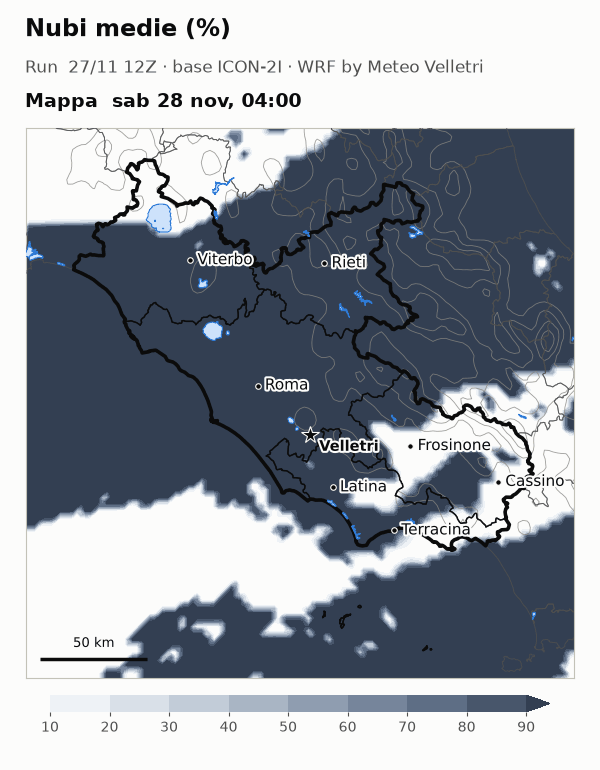 Nubi medie (%)
Run 27/11 12Z · base ICON-2I · WRF by Meteo Velletri
Mappa sab 28 nov, 04:00
Viterbo
Rieti
Roma
Velletri
Frosinone
Latina
Cassino
Terracina
50 km
10 20 30 40 50 60 70 80 90